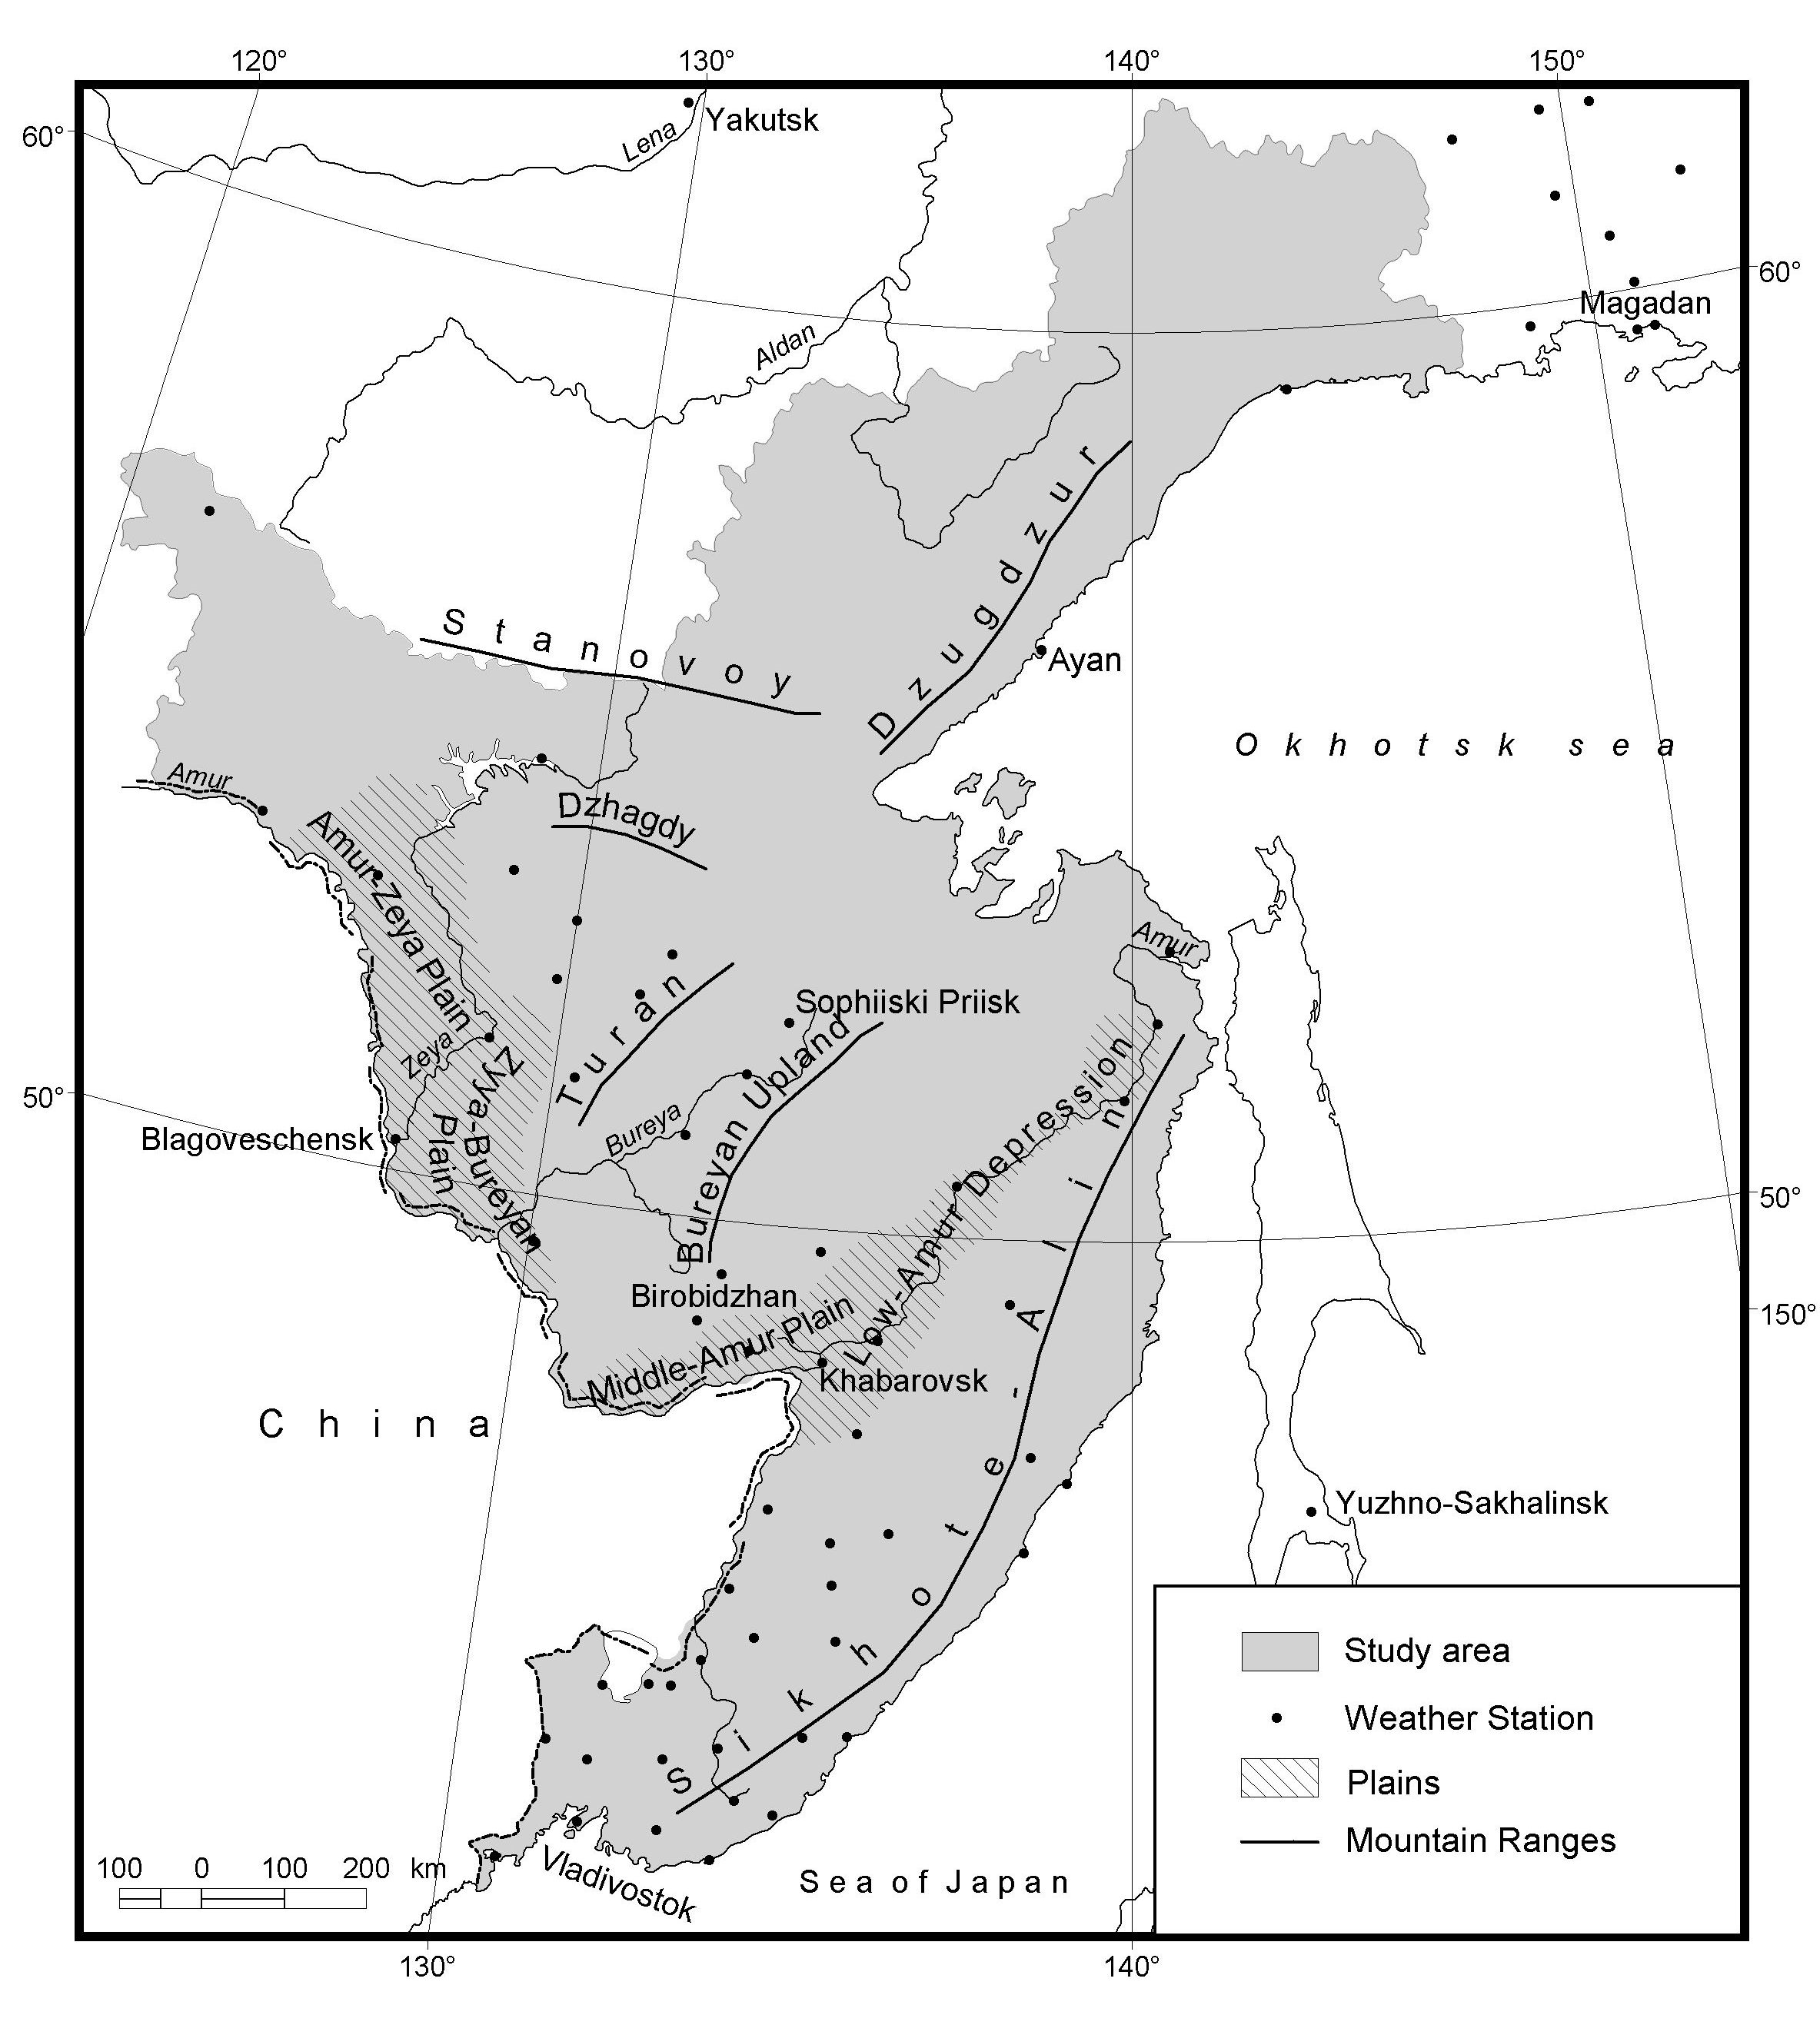 120° 130° 140° 150°
60°
Lena
Yakutsk
60°
Magadan
Aldan
Stanovoy
Dzugdzur
Ayan
Okhotsk sea
Amur
Dzhagdy
Amur-Zeya Plain
Amur
Turan
Sophiiski Priisk
Zeya
Zyya-Bureyan
Plain
50°
Blagoveschensk
Bureya
Bureyan Upland
Low-Amur Depression
50°
Birobidzhan
150°
Middle-Amur Plain
Khabarovsk
China
Sikhote-Alin
Yuzhno-Sakhalinsk
Study area
Weather Station
Plains
Mountain Ranges
100 0 100 200 km
Vladivostok
Sea of Japan
130° 140°